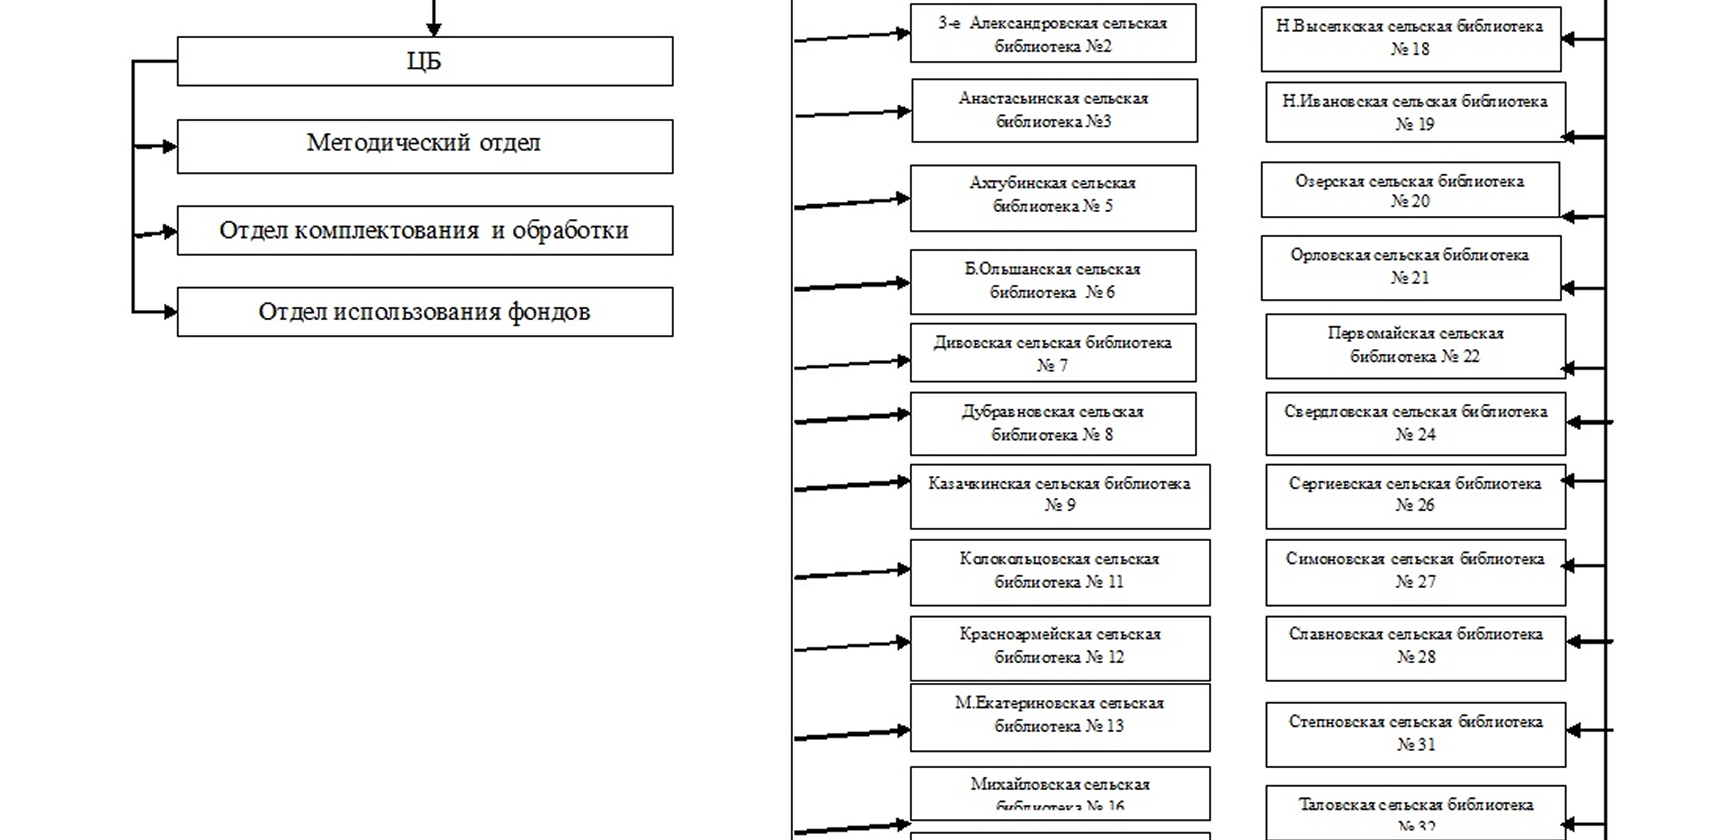 ЦБ
Методический отдел
Отдел комплектования и обработки
Отдел использования фондов
3-е Александровская сельская
библиотека №2
Анастасьинская сельская
библиотека №3
Ахтубинская сельская
библиотека № 5
Б.Ольшанская сельская
библиотека № 6
Дивовская сельская библиотека
№ 7
Дубравновская сельская
библиотека № 8
Казачкинская сельская библиотека
№ 9
Колокольцовская сельская
библиотека № 11
Красноармейская сельская
библиотека № 12
М.Екатериновская сельская
библиотека № 13
Михайловская сельская
библиотека № 16
Н.Выселкская сельская библиотека
№ 18
Н.Ивановская сельская библиотека
№ 19
Озерская сельская библиотека
№ 20
Орловская сельская библиотека
№ 21
Первомайская сельская
библиотека № 22
Свердловская сельская библиотека
№ 24
Сергиевская сельская библиотека
№ 26
Симоновская сельская библиотека
№ 27
Славновская сельская библиотека
№ 28
Степновская сельская библиотека
№ 31
Таловская сельская библиотека
№ 32